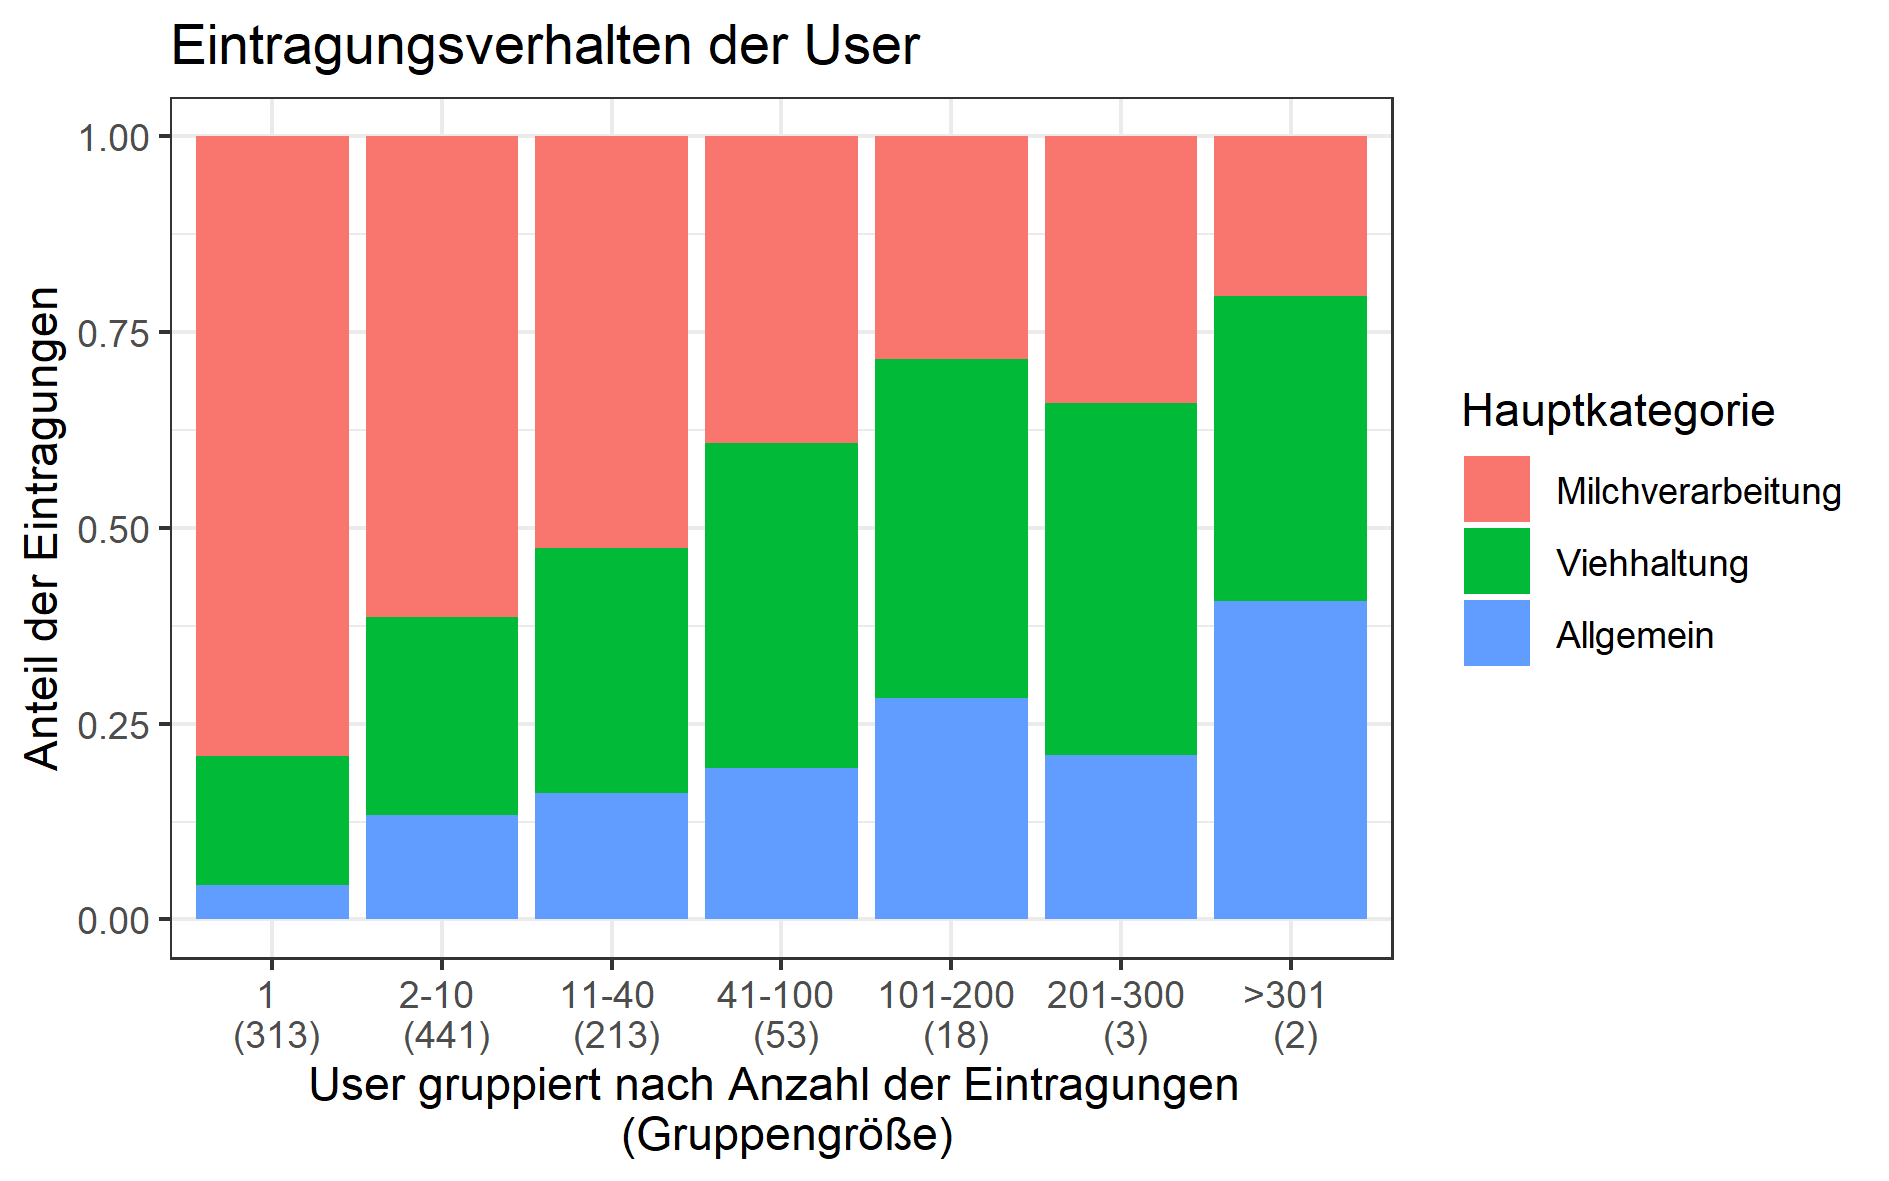 Eintragungsverhalten der User
Anteil der Eintragungen
1.00
0.75
0.50
0.25
0.00
1 2-10 11-40 41-100 101-200 201-300 >301
(313) (441) (213) (53) (18) (3) (2)
User gruppiert nach Anzahl der Eintragungen
(Gruppengröße)
Hauptkategorie
Milchverarbeitung
Viehhaltung
Allgemein